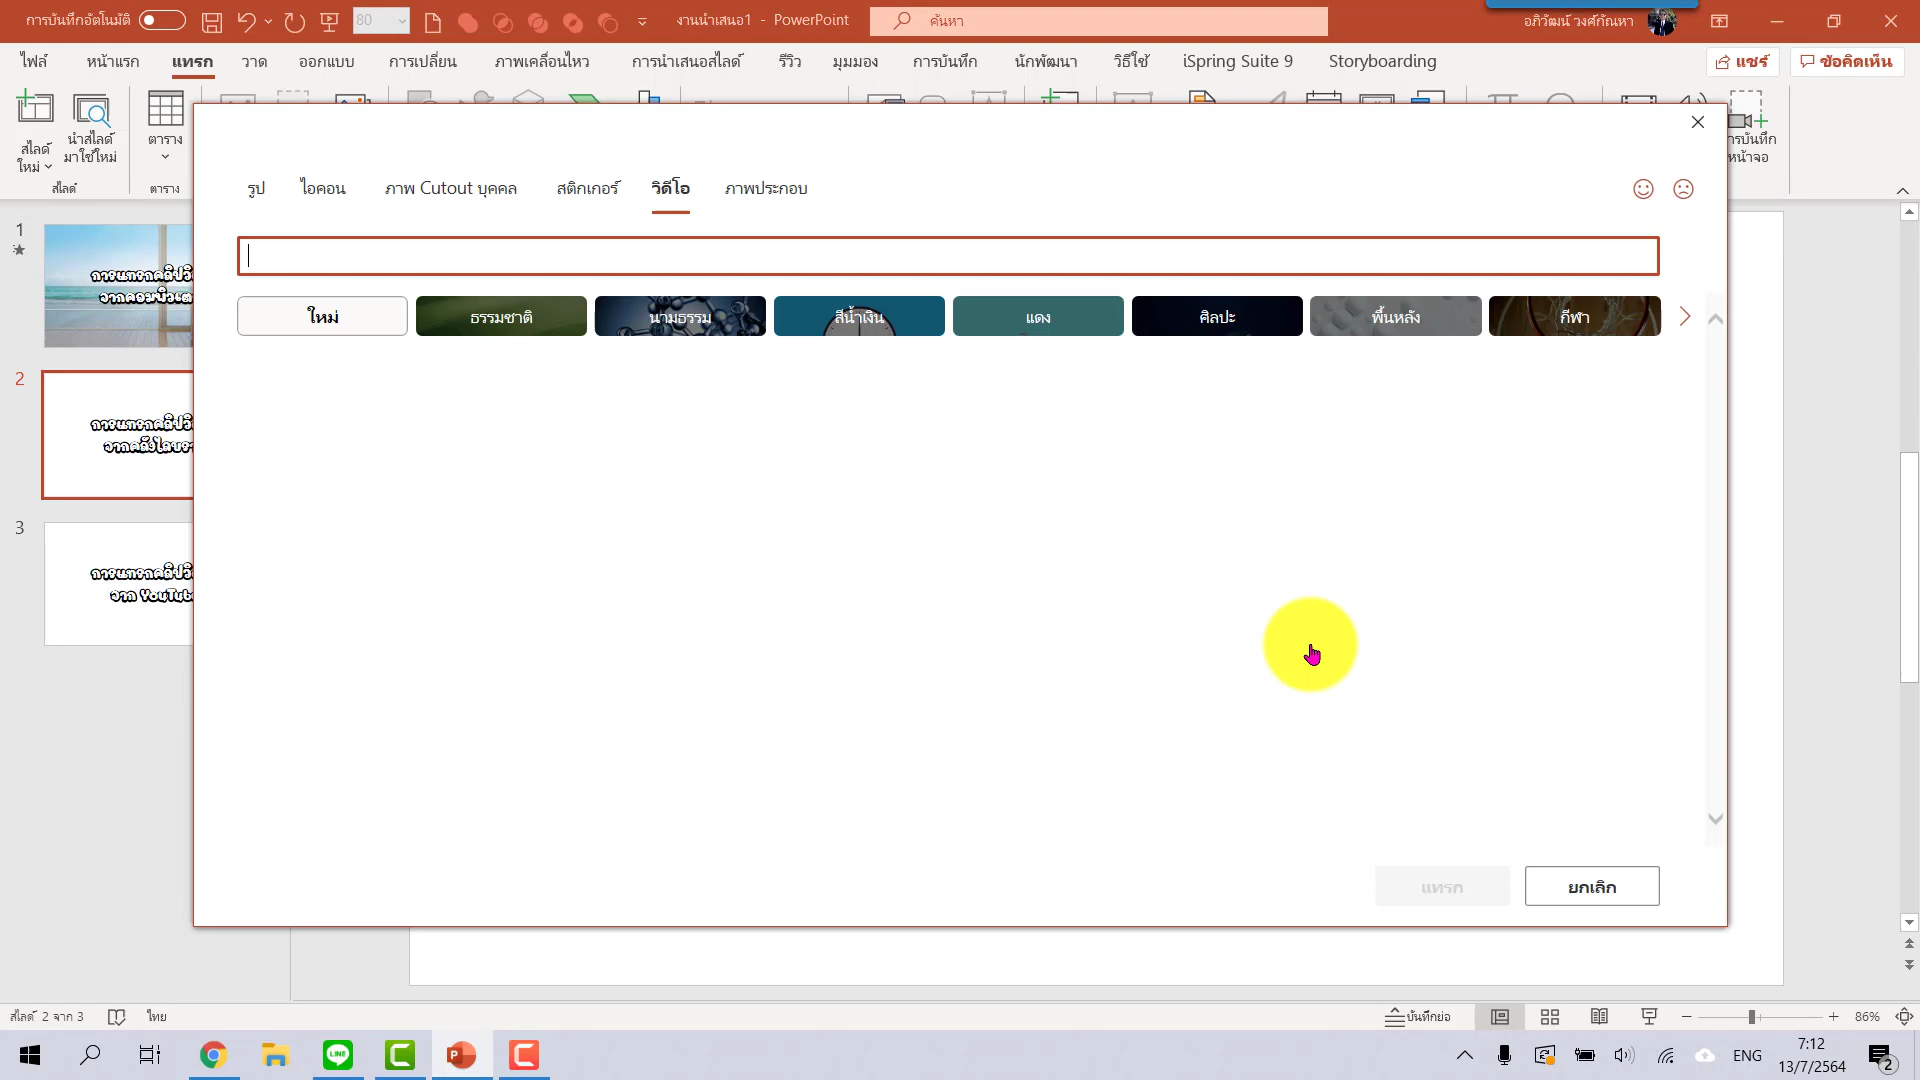 การบันทึกอัตโนมัติ
80
งานนำเสนอ1 - PowerPoint
ค้นหา
อภิวัฒน์ วงศ์กัณหา
ไฟล์
หน้าแรก
แทรก
วาด
ออกแบบ
การเปลี่ยน
ภาพเคลื่อนไหว
การนำเสนอสไลด์
รีวิว
มุมมอง
การบันทึก
นักพัฒนา
วิธีใช้
iSpring Suite 9
Storyboarding
แชร์
ข้อคิดเห็น
สไลด์
ใหม่
นำสไลด์
มาใช้ใหม่
ตาราง
สไลด์
ตาราง
รูป
ไอคอน
ภาพ Cutout บุคคล
สติกเกอร์
วิดีโอ
ภาพประกอบ
ใหม่
ธรรมชาติ
นามธรรม
สีน้ำเงิน
แดง
ศิลปะ
พื้นหลัง
กีฬา
1
2
3
แทรก
ยกเลิก
สไลด์ 2 จาก 3
ไทย
บันทึกย่อ
86%
LINE
ENG
7:12
13/7/2564
2